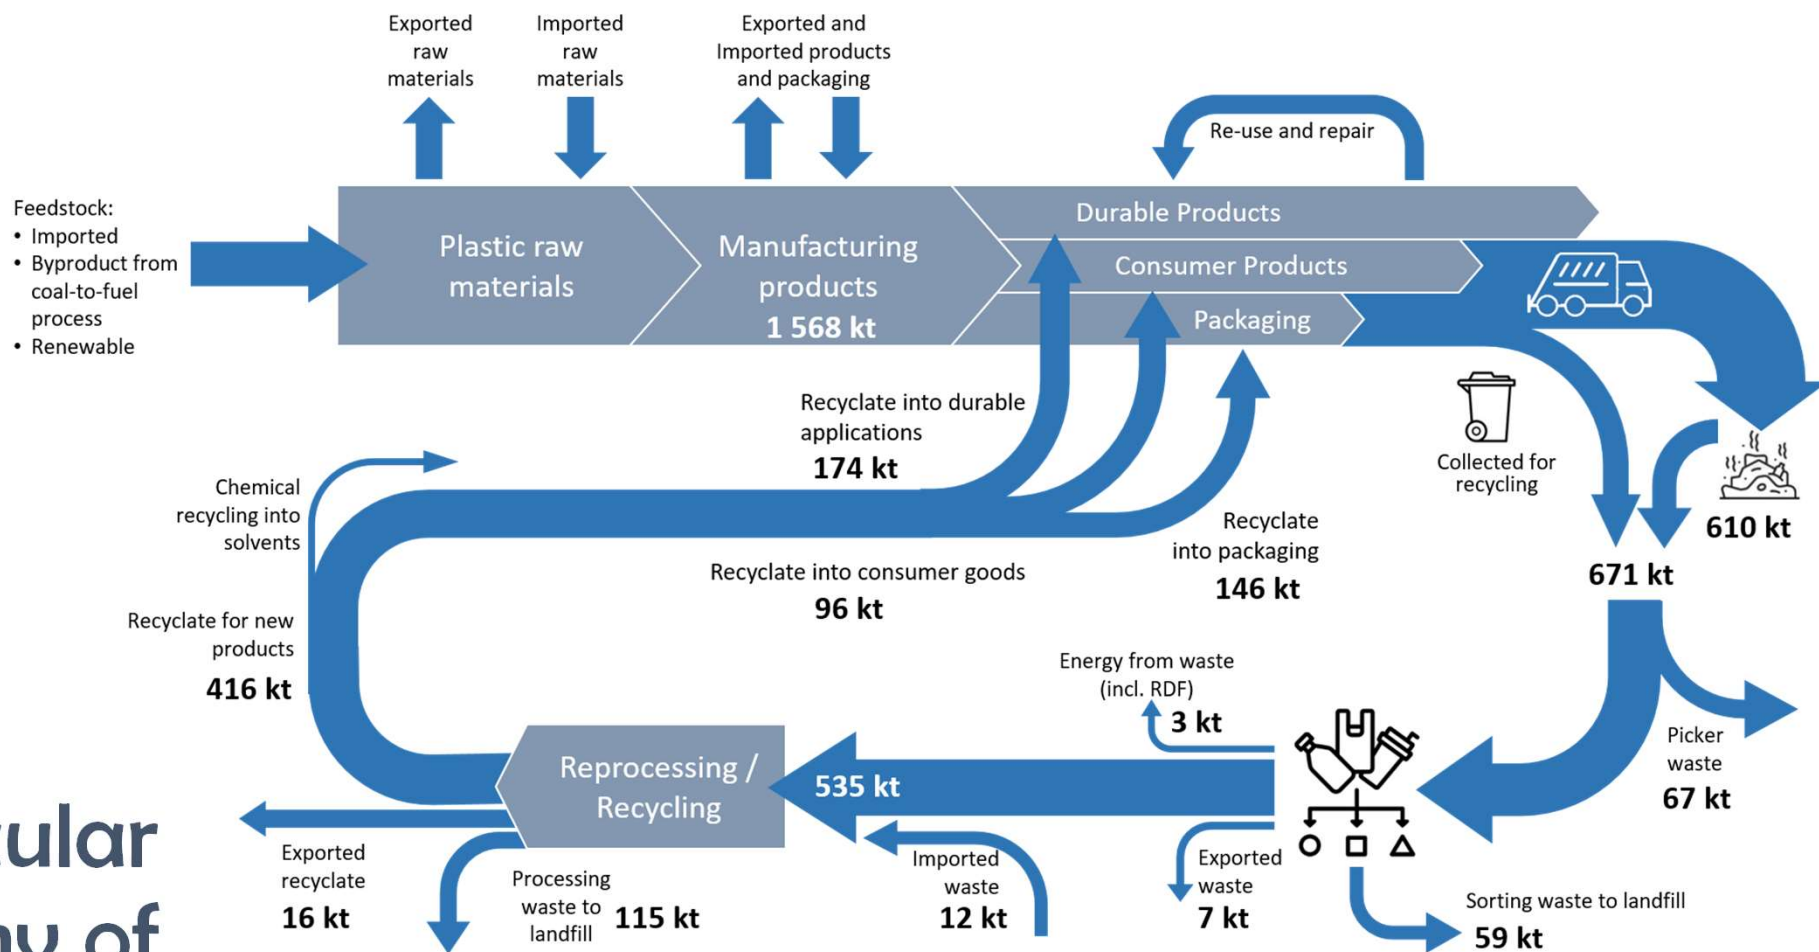 Exported
raw
materials
Imported
raw
materials
Exported and
Imported products
and packaging
Re-use and repair
Feedstock:
• Imported
• Byproduct from
coal-to-fuel
process
• Renewable
Plastic raw
materials
Manufacturing
products
1 568 kt
Durable Products
Consumer Products
Packaging
Recyclate into durable
applications
174 kt
Collected for
recycling
610 kt
Chemical
recycling into
solvents
Recyclate
into packaging
146 kt
Recyclate into consumer goods
96 kt
671 kt
Recyclate for new
products
416 kt
Energy from waste
(incl. RDF)
3 kt
Picker
waste
67 kt
Reprocessing /
Recycling
535 kt
Exported
recyclate
16 kt
Processing
waste to
landfill
115 kt
Imported
waste
12 kt
Exported
waste
7 kt
Sorting waste to landfill
59 kt
of